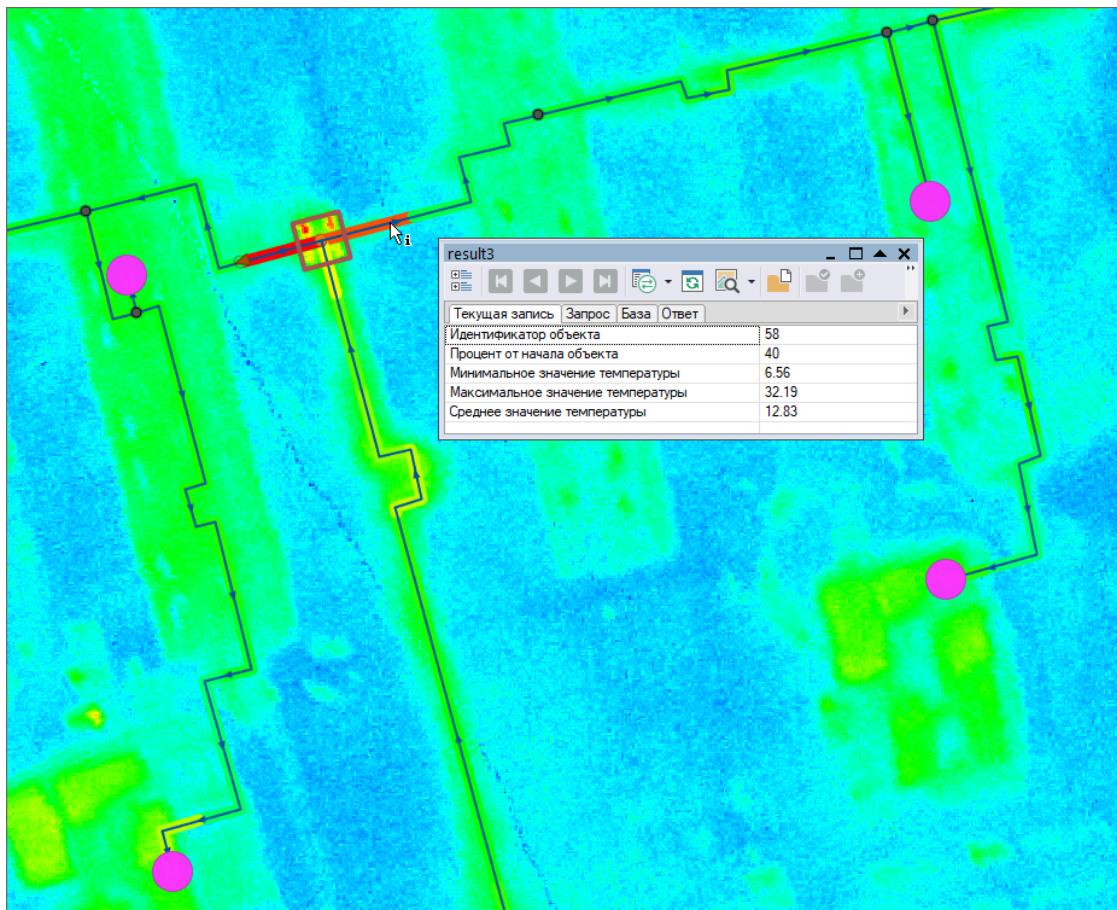 result3
Текущая запись Запрос База Ответ
Идентификатор объекта 58
Процент от начала объекта 40
Минимальное значение температуры 6.56
Максимальное значение температуры 32.19
Среднее значение температуры 12.83